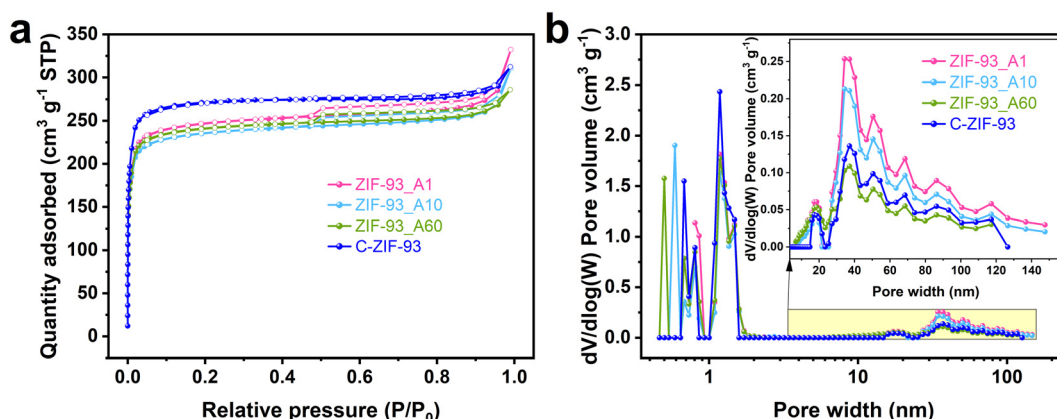 a
Quantity adsorbed (cm³ g⁻¹ STP)
350
300
250
200
150
100
50
0
ZIF-93_A1
ZIF-93_A10
ZIF-93_A60
C-ZIF-93
0.0 0.2 0.4 0.6 0.8 1.0
Relative pressure (P/P₀)
b
dV/dlog(W) Pore volume (cm³ g⁻¹)
3.0
2.5
2.0
1.5
1.0
0.5
0.0
1 10 100
Pore width (nm)
dV/dlog(W) Pore volume (cm³ g⁻¹)
0.25
0.20
0.15
0.10
0.05
0.00
ZIF-93_A1
ZIF-93_A10
ZIF-93_A60
C-ZIF-93
20 40 60 80 100 120 140
Pore width (nm)